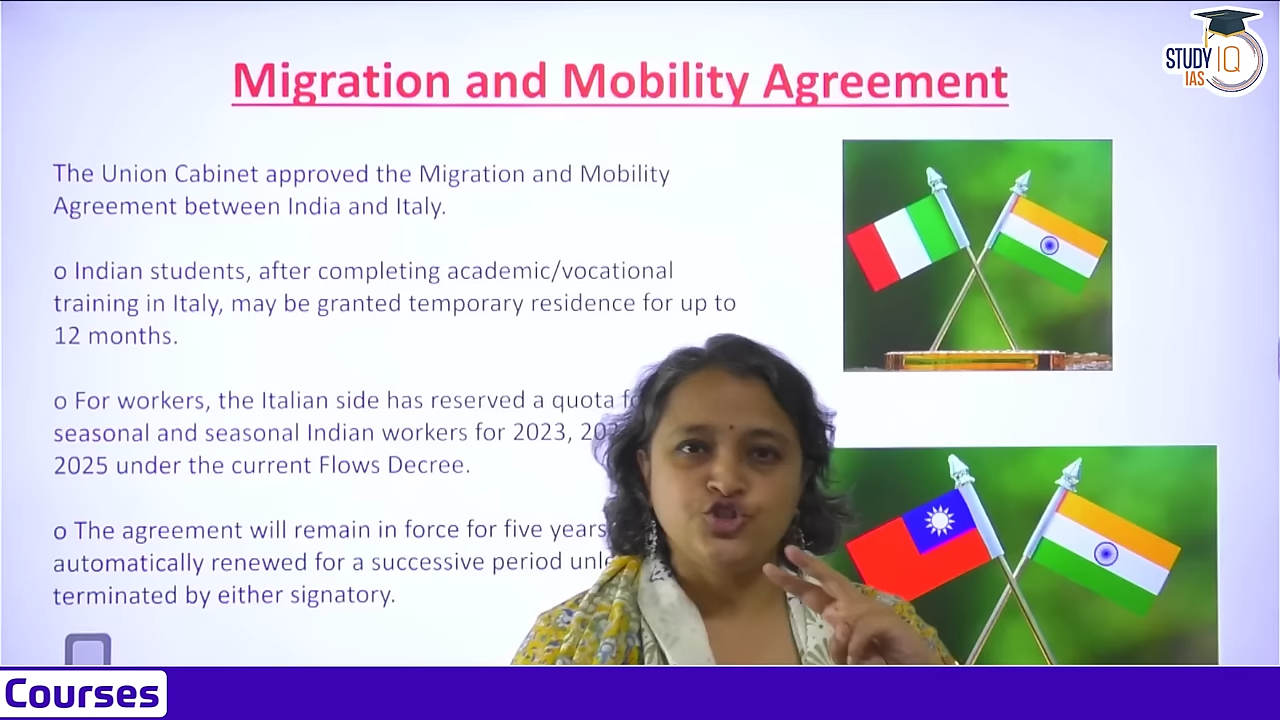 Migration and Mobility Agreement
STUDY IQ
IAS
The Union Cabinet approved the Migration and Mobility
Agreement between India and Italy.
o Indian students, after completing academic/vocational
training in Italy, may be granted temporary residence for up to
12 months.
o For workers, the Italian side has reserved a quota
seasonal and seasonal Indian workers for 2023,
2025 under the current Flows Decree.
o The agreement will remain in force for five years
automatically renewed for a successive period
terminated by either signatory.
Courses